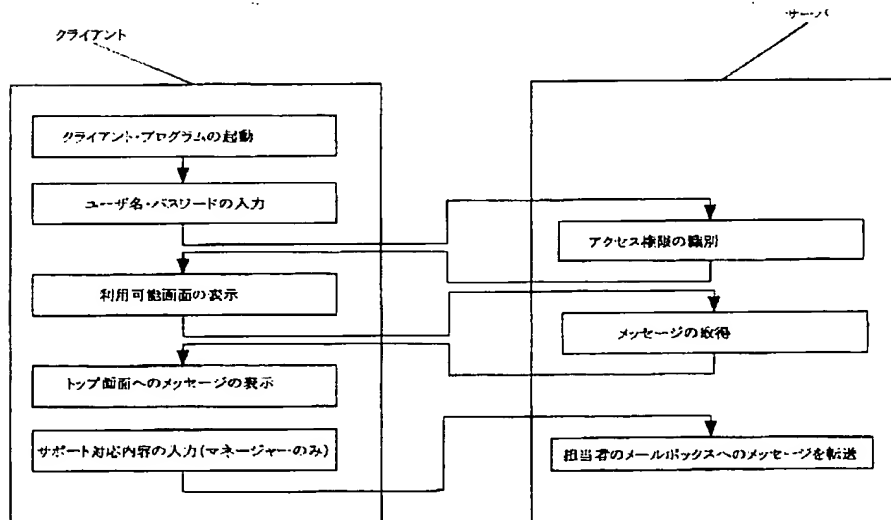 クライアント
サーバ
クライアント・プログラムの起動
ユーザ名・パスワードの入力
アクセス権限の識別
利用可能画面の表示
メッセージの取得
トップ画面へのメッセージの表示
サポート対応内容の入力(マネージャーのみ)
担当者のメールボックスへのメッセージを転送